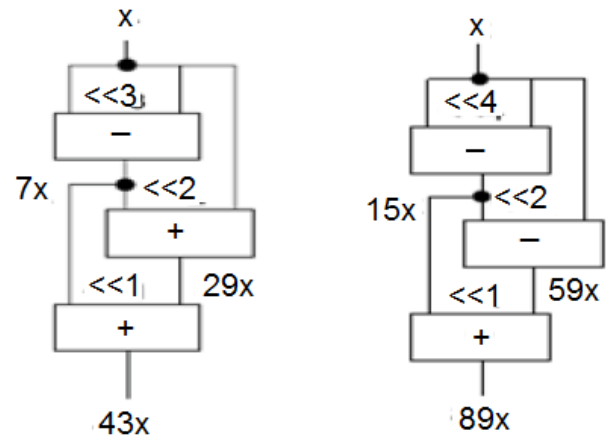 x
<<3
−
7x
<<2
+
<<1
29x
+
43x
x
<<4
−
15x
<<2
−
<<1
59x
+
89x